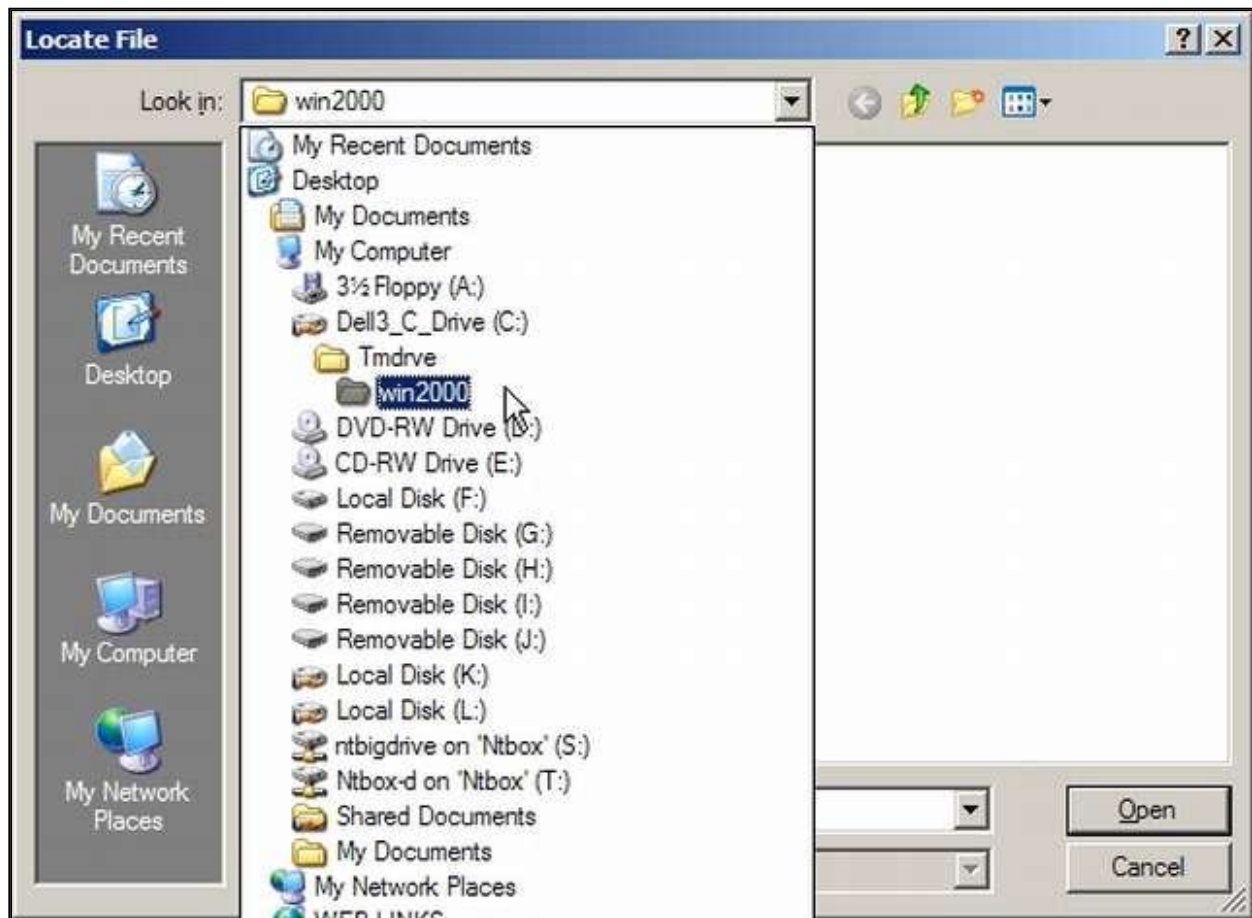 Locate File
Look in:
win2000
My Recent Documents
Desktop
My Documents
My Computer
3½ Floppy (A:)
Dell3_C_Drive (C:)
Tmdrve
win2000
DVD-RW Drive (D:)
CD-RW Drive (E:)
Local Disk (F:)
Removable Disk (G:)
Removable Disk (H:)
Removable Disk (I:)
Removable Disk (J:)
Local Disk (K:)
Local Disk (L:)
ntbigdrive on 'Ntbox' (S:)
Ntbox-d on 'Ntbox' (T:)
Shared Documents
My Documents
My Network Places
WEB LINKS
My Recent
Documents
Desktop
My Documents
My Computer
My Network
Places
Open
Cancel